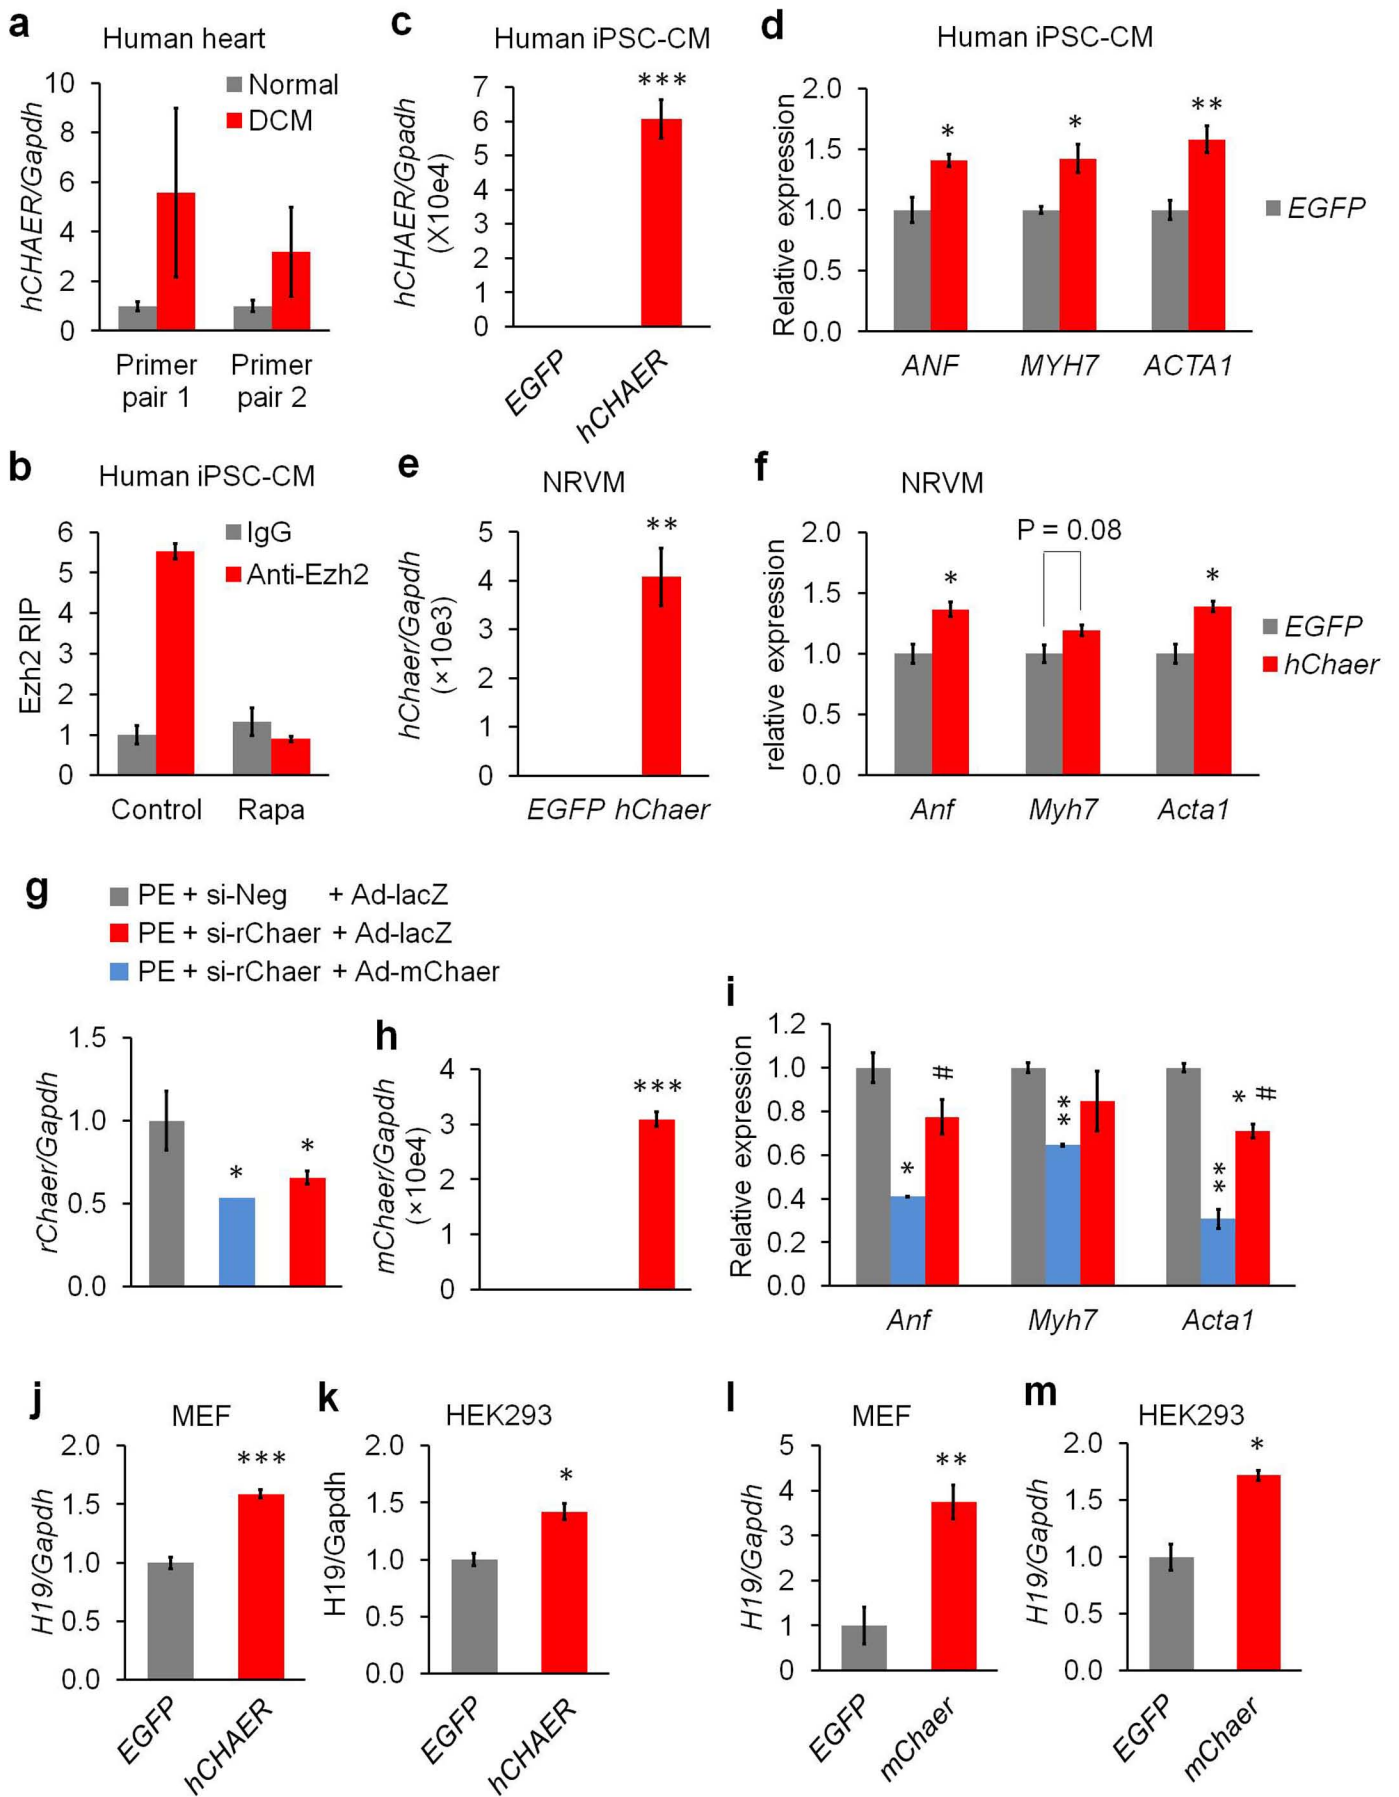 a
Human heart
Normal
DCM
hCHAER/Gapdh
10
8
6
4
2
0
Primer pair 1
Primer pair 2
c
Human iPSC-CM
hCHAER/Gpadh
(X10e4)
7
6
5
4
3
2
1
0
***
EGFP
hCHAER
d
Human iPSC-CM
Relative expression
2.0
1.5
1.0
0.5
0.0
*
*
**
EGFP
ANF
MYH7
ACTA1
b
Human iPSC-CM
IgG
Anti-Ezh2
Ezh2 RIP
6
5
4
3
2
1
0
Control
Rapa
e
NRVM
hChaer/Gapdh
(×10e3)
5
4
3
2
1
0
**
EGFP hChaer
f
NRVM
P = 0.08
relative expression
2.0
1.5
1.0
0.5
0.0
*
*
EGFP
hChaer
Anf
Myh7
Acta1
g
PE + si-Neg + Ad-lacZ
PE + si-rChaer + Ad-lacZ
PE + si-rChaer + Ad-mChaer
rChaer/Gapdh
1.5
1.0
0.5
0.0
*
*
h
mChaer/Gapdh
(×10e4)
4
3
2
1
0
***
i
Relative expression
1.2
1.0
0.8
0.6
0.4
0.2
0.0
*
#
**
**
* #
Anf
Myh7
Acta1
j
MEF
H19/Gapdh
2.0
1.5
1.0
0.5
0.0
***
EGFP
hCHAER
k
HEK293
H19/Gapdh
2.0
1.5
1.0
0.5
0.0
*
EGFP
hCHAER
l
MEF
H19/Gapdh
5
4
3
2
1
0
**
EGFP
mChaer
m
HEK293
H19/Gapdh
2.0
1.5
1.0
0.5
0.0
*
EGFP
mChaer